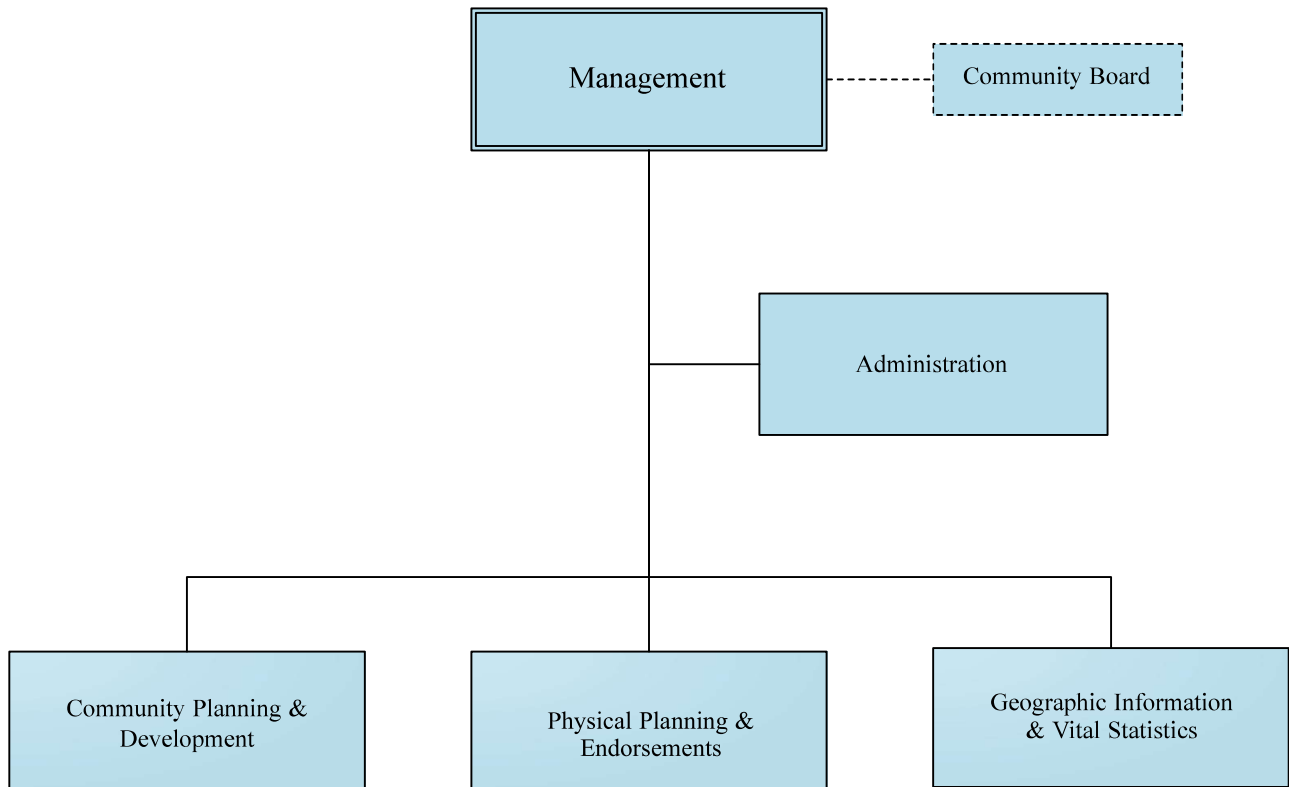 Management
Community Board
Administration
Community Planning &
Development
Physical Planning &
Endorsements
Geographic Information
& Vital Statistics